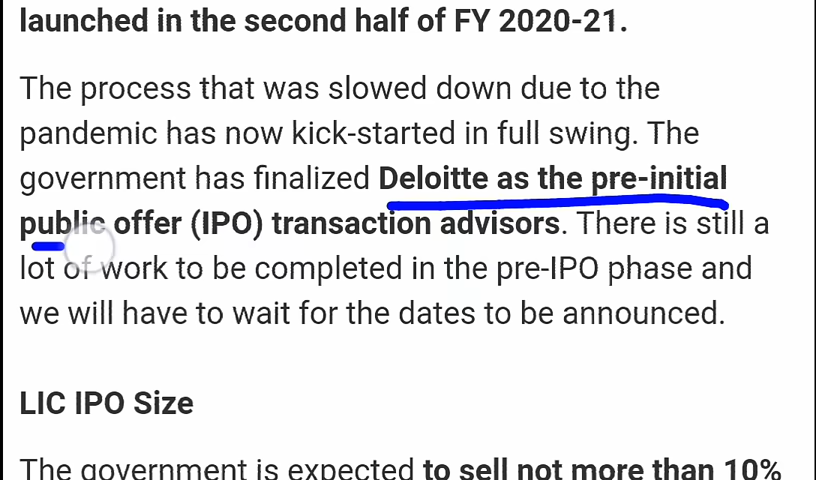 launched in the second half of FY 2020-21.
The process that was slowed down due to the
pandemic has now kick-started in full swing. The
government has finalized Deloitte as the pre-initial
public offer (IPO) transaction advisors. There is still a
lot of work to be completed in the pre-IPO phase and
we will have to wait for the dates to be announced.
LIC IPO Size
The government is expected to sell not more than 10%